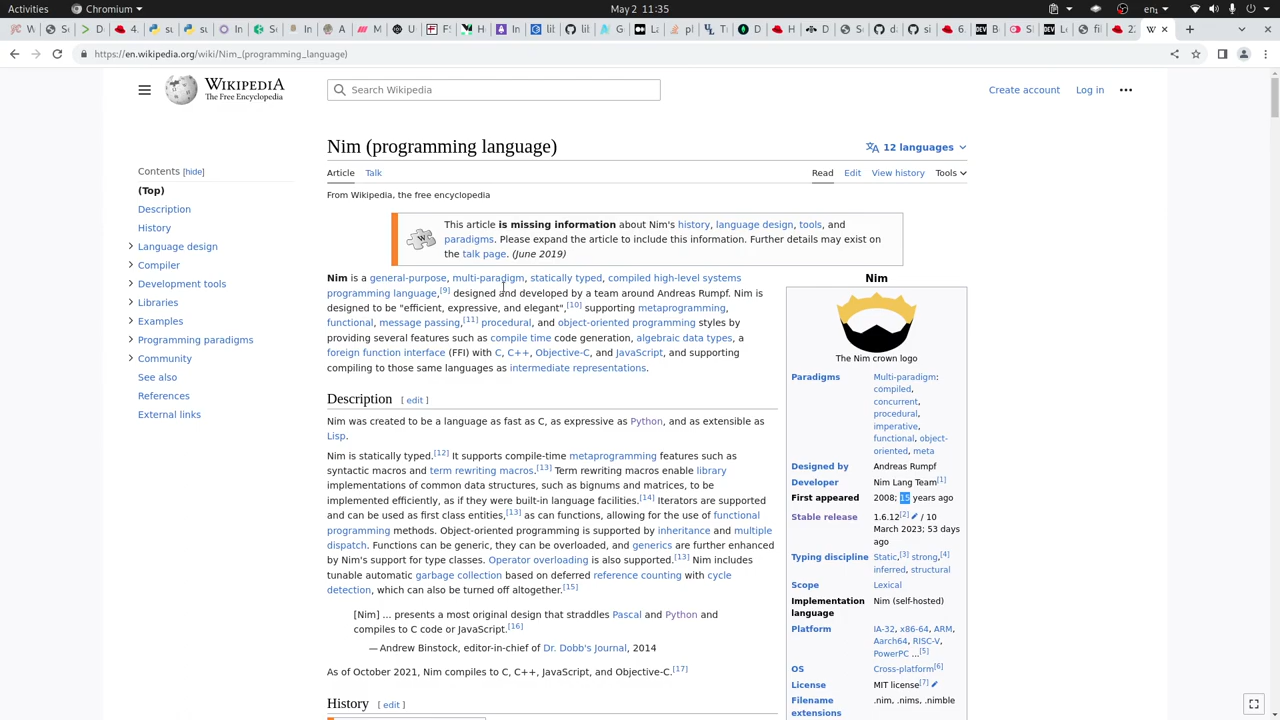 Activities
Chromium
May 2 11:35
2.
W
https://en.wikipedia.org/wiki/Nim_(programming_language)
WIKIPEDIA
The Free Encyclopedia
Search Wikipedia
Create account
Log in
Contents [hide]
(Top)
Description
History
Language design
Compiler
Development tools
Libraries
Examples
Programming paradigms
Community
See also
References
External links
Nim (programming language)
12 languages
Article
Talk
Read
Edit
View history
Tools
From Wikipedia, the free encyclopedia
This article is missing information about Nim's history, language design, tools, and
paradigms. Please expand the article to include this information. Further details may exist on
the talk page. (June 2019)
Nim is a general-purpose, multi-paradigm, statically typed, compiled high-level systems
programming language,[9] designed and developed by a team around Andreas Rumpf. Nim is
designed to be "efficient, expressive, and elegant",[10] supporting metaprogramming,
functional, message passing,[11] procedural, and object-oriented programming styles by
providing several features such as compile time code generation, algebraic data types, a
foreign function interface (FFI) with C, C++, Objective-C, and JavaScript, and supporting
compiling to those same languages as intermediate representations.
Description [ edit ]
Nim was created to be a language as fast as C, as expressive as Python, and as extensible as
Lisp.
Nim is statically typed.[12] It supports compile-time metaprogramming features such as
syntactic macros and term rewriting macros.[13] Term rewriting macros enable library
implementations of common data structures, such as bignums and matrices, to be
implemented efficiently, as if they were built-in language facilities.[14] Iterators are supported
and can be used as first class entities,[13] as can functions, allowing for the use of functional
programming methods. Object-oriented programming is supported by inheritance and multiple
dispatch. Functions can be generic, they can be overloaded, and generics are further enhanced
by Nim's support for type classes. Operator overloading is also supported.[13] Nim includes
tunable automatic garbage collection based on deferred reference counting with cycle
detection, which can also be turned off altogether.[15]
[Nim] ... presents a most original design that straddles Pascal and Python and
compiles to C code or JavaScript.[16]
— Andrew Binstock, editor-in-chief of Dr. Dobb's Journal, 2014
As of October 2021, Nim compiles to C, C++, JavaScript, and Objective-C.[17]
History [ edit ]
Nim
The Nim crown logo
Paradigms
Multi-paradigm:
compiled,
concurrent,
procedural,
imperative,
functional, object-
oriented, meta
Designed by
Andreas Rumpf
Developer
Nim Lang Team[1]
First appeared
2008; 15 years ago
Stable release
1.6.12[2] / 10
March 2023; 53 days
ago
Typing discipline
Static,[3] strong,[4]
inferred, structural
Scope
Lexical
Implementation
language
Nim (self-hosted)
Platform
IA-32, x86-64, ARM,
Aarch64, RISC-V,
PowerPC ...[5]
OS
Cross-platform[6]
License
MIT license[7]
Filename
extensions
.nim, .nims, .nimble